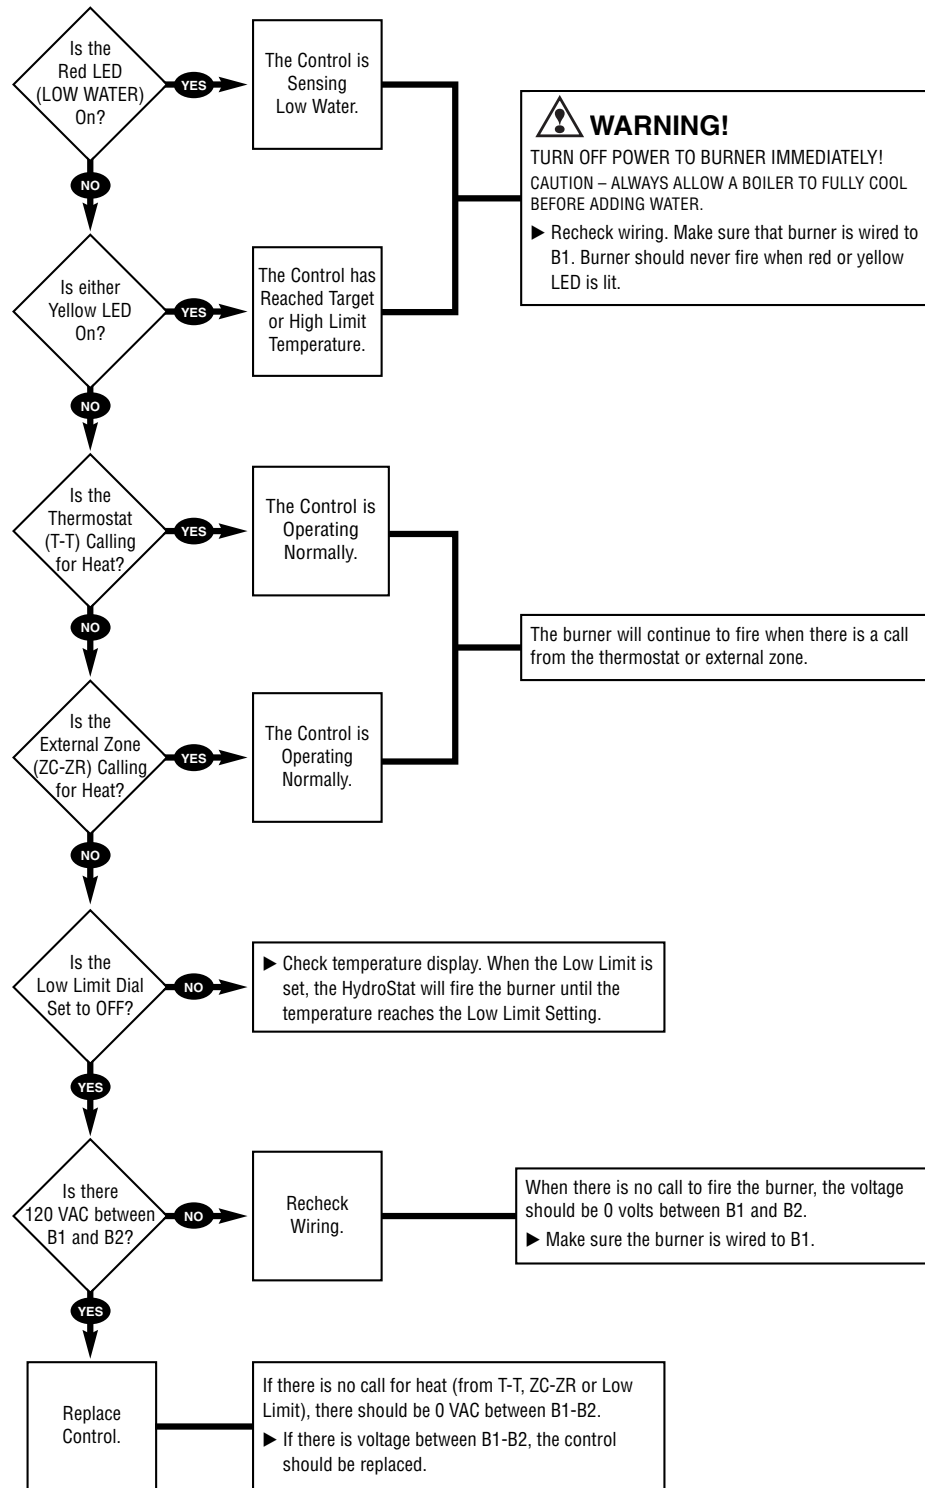 Is the
Red LED
(LOW WATER)
On?
YES
The Control is
Sensing
Low Water.
WARNING!
TURN OFF POWER TO BURNER IMMEDIATELY!
CAUTION – ALWAYS ALLOW A BOILER TO FULLY COOL
BEFORE ADDING WATER.
▶ Recheck wiring. Make sure that burner is wired to
B1. Burner should never fire when red or yellow
LED is lit.
NO
Is either
Yellow LED
On?
YES
The Control has
Reached Target
or High Limit
Temperature.
NO
Is the
Thermostat
(T-T) Calling
for Heat?
YES
The Control is
Operating
Normally.
NO
The burner will continue to fire when there is a call
from the thermostat or external zone.
Is the
External Zone
(ZC-ZR) Calling
for Heat?
YES
The Control is
Operating
Normally.
NO
Is the
Low Limit Dial
Set to OFF?
NO
▶ Check temperature display. When the Low Limit is
set, the HydroStat will fire the burner until the
temperature reaches the Low Limit Setting.
YES
Is there
120 VAC between
B1 and B2?
NO
Recheck
Wiring.
When there is no call to fire the burner, the voltage
should be 0 volts between B1 and B2.
▶ Make sure the burner is wired to B1.
YES
Replace
Control.
If there is no call for heat (from T-T, ZC-ZR or Low
Limit), there should be 0 VAC between B1-B2.
▶ If there is voltage between B1-B2, the control
should be replaced.